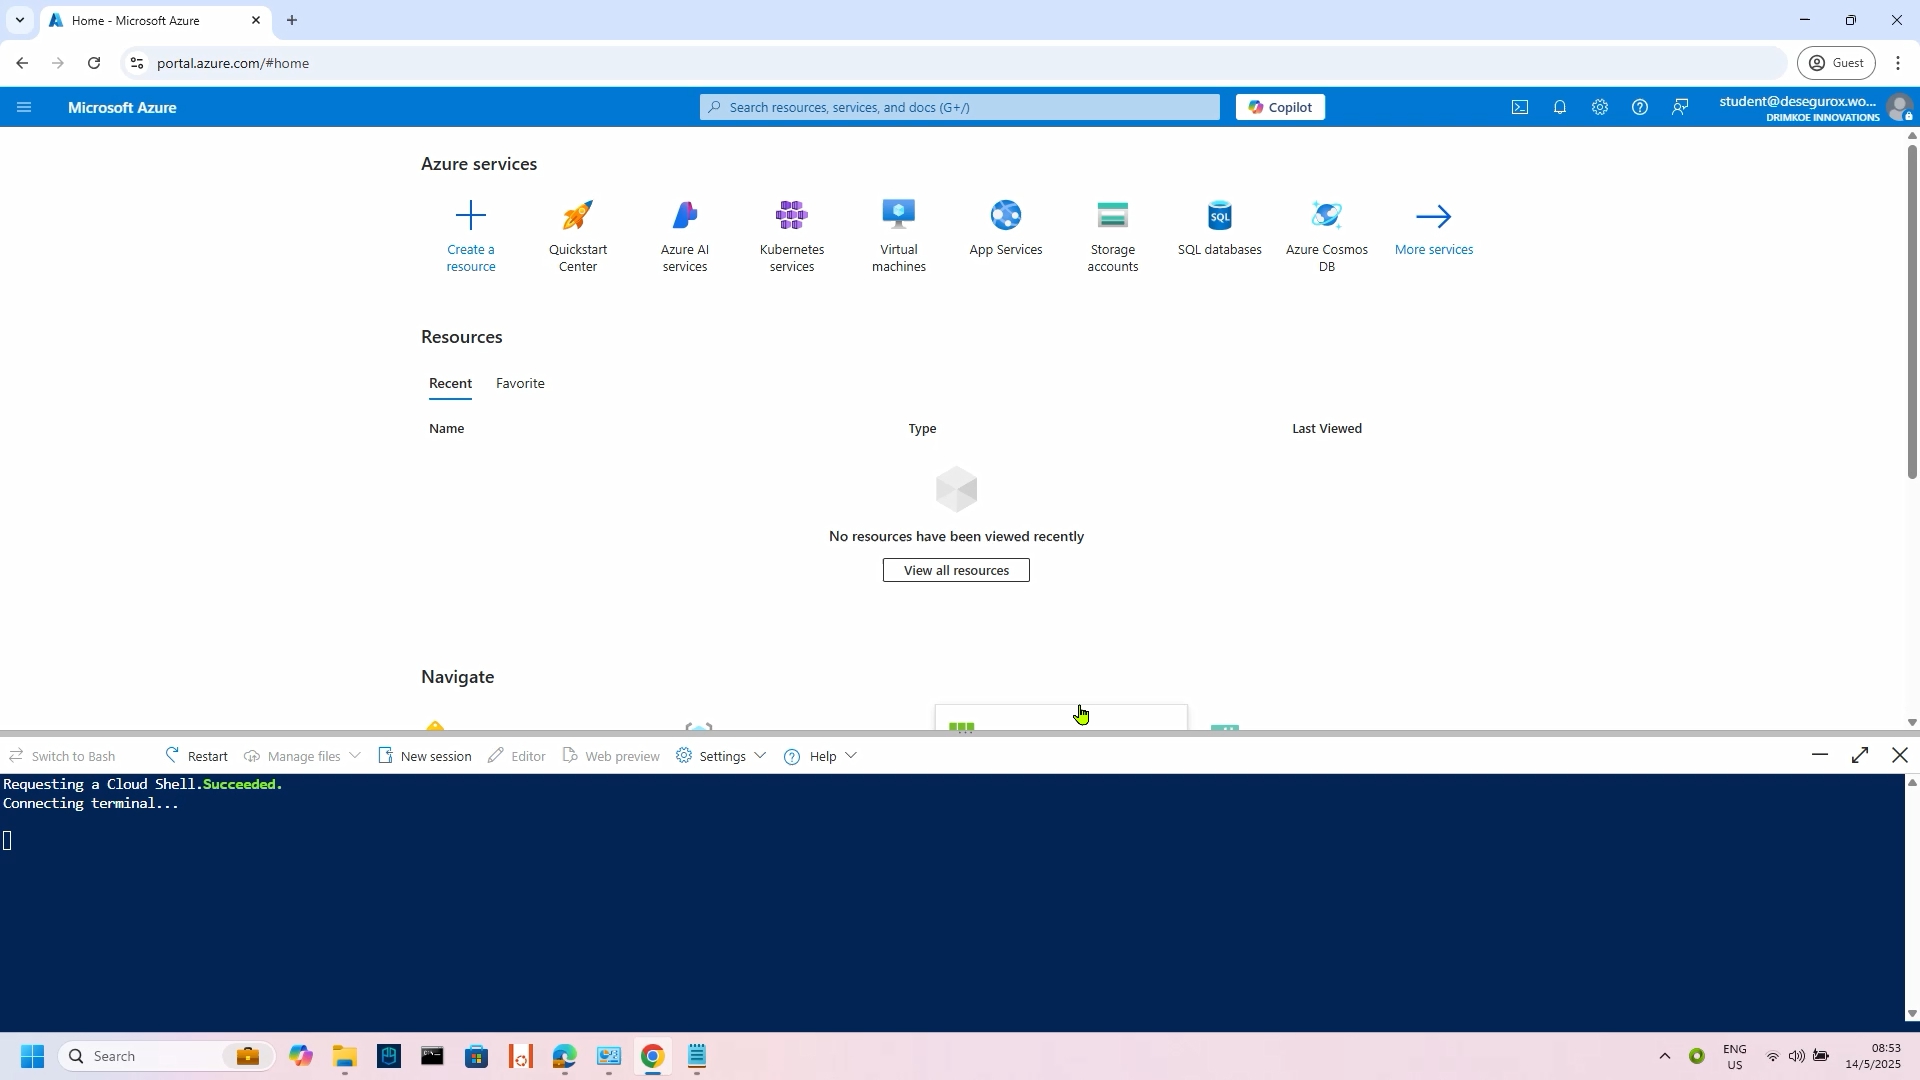 Home - Microsoft Azure
portal.azure.com/#home
Guest
Microsoft Azure
Search resources, services, and docs (G+/)
Copilot
student@desegurox.wo...
DRIMKOE INNOVATIONS
Azure services
Create a resource
Quickstart Center
Azure AI services
Kubernetes services
Virtual machines
App Services
Storage accounts
SQL
SQL databases
Azure Cosmos DB
More services
Resources
Recent Favorite
Name Type Last Viewed
No resources have been viewed recently
View all resources
Navigate
Switch to Bash
Restart
Manage files
New session
Editor
Web preview
Settings
Help
Requesting a Cloud Shell.Succeeded.
Connecting terminal...
Search
ENG
US
08:53
14/5/2025